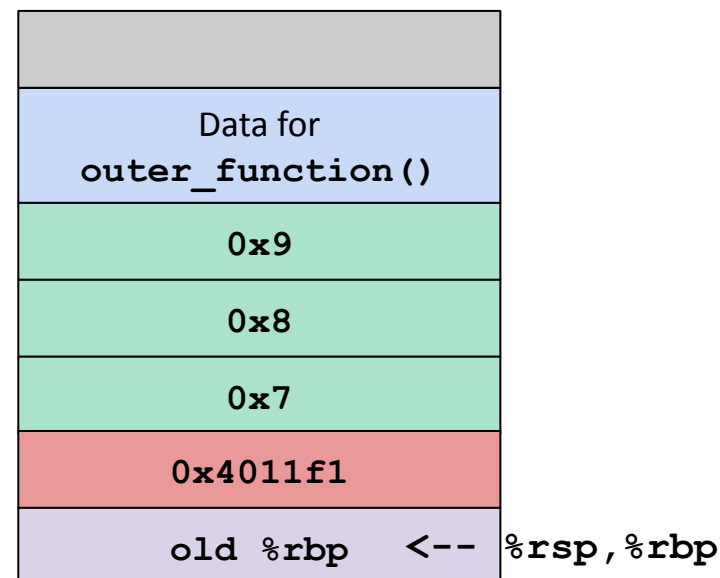 Data for
outer_function()
0x9
0x8
0x7
0x4011f1
old %rbp <-- %rsp,%rbp